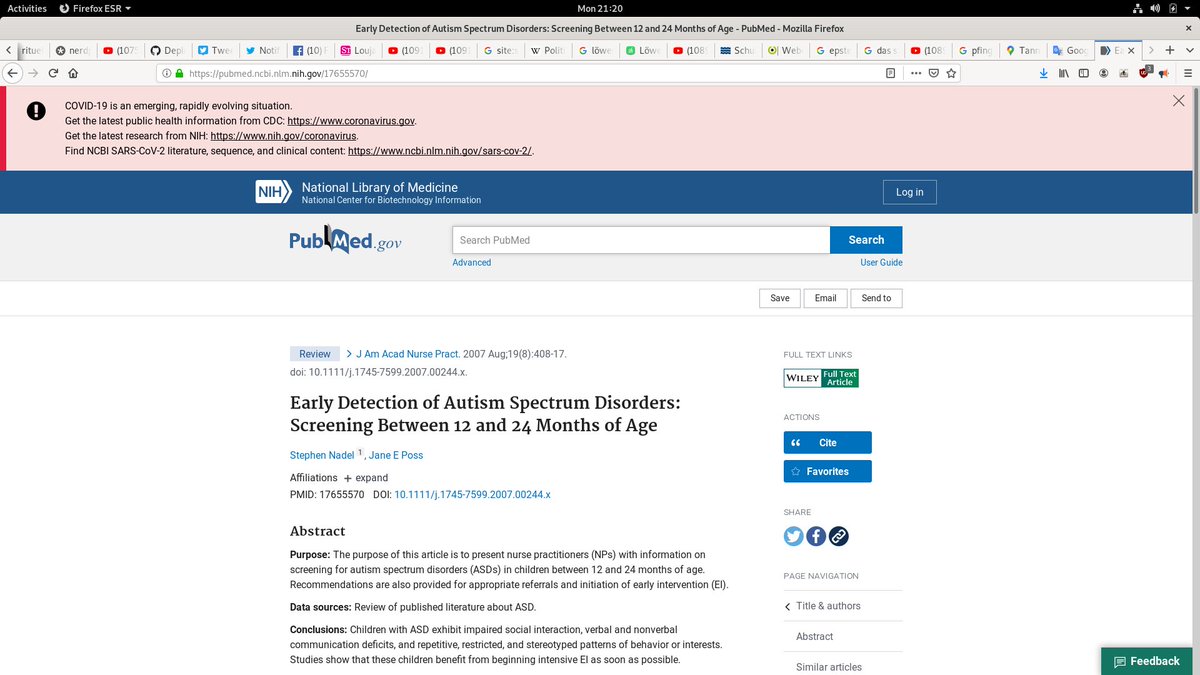 Activities Firefox ESR Mon 21:20
Early Detection of Autism Spectrum Disorders: Screening Between 12 and 24 Months of Age - PubMed - Mozilla Firefox
rituel nerdy (1075 Depl Twee Notif (10) F Louja (109 (109 site: Polit löwe Löwe (108 Schu Web epste das s (108 pfing Tann Goog Ea
https://pubmed.ncbi.nlm.nih.gov/17655570/
COVID-19 is an emerging, rapidly evolving situation.
Get the latest public health information from CDC: https://www.coronavirus.gov.
Get the latest research from NIH: https://www.nih.gov/coronavirus.
Find NCBI SARS-CoV-2 literature, sequence, and clinical content: https://www.ncbi.nlm.nih.gov/sars-cov-2/.
NIH National Library of Medicine
National Center for Biotechnology Information
Log in
PubMed.gov
Search PubMed
Search
Advanced
User Guide
Save Email Send to
Review J Am Acad Nurse Pract. 2007 Aug;19(8):408-17.
doi: 10.1111/j.1745-7599.2007.00244.x.
Early Detection of Autism Spectrum Disorders:
Screening Between 12 and 24 Months of Age
Stephen Nadel 1, Jane E Poss
Affiliations + expand
PMID: 17655570 DOI: 10.1111/j.1745-7599.2007.00244.x
Abstract
Purpose: The purpose of this article is to present nurse practitioners (NPs) with information on
screening for autism spectrum disorders (ASDs) in children between 12 and 24 months of age.
Recommendations are also provided for appropriate referrals and initiation of early intervention (EI).
Data sources: Review of published literature about ASD.
Conclusions: Children with ASD exhibit impaired social interaction, verbal and nonverbal
communication deficits, and repetitive, restricted, and stereotyped patterns of behavior or interests.
Studies show that these children benefit from beginning intensive EI as soon as possible.
FULL TEXT LINKS
WILEY Full Text
Article
ACTIONS
Cite
Favorites
SHARE
PAGE NAVIGATION
Title & authors
Abstract
Similar articles
Feedback